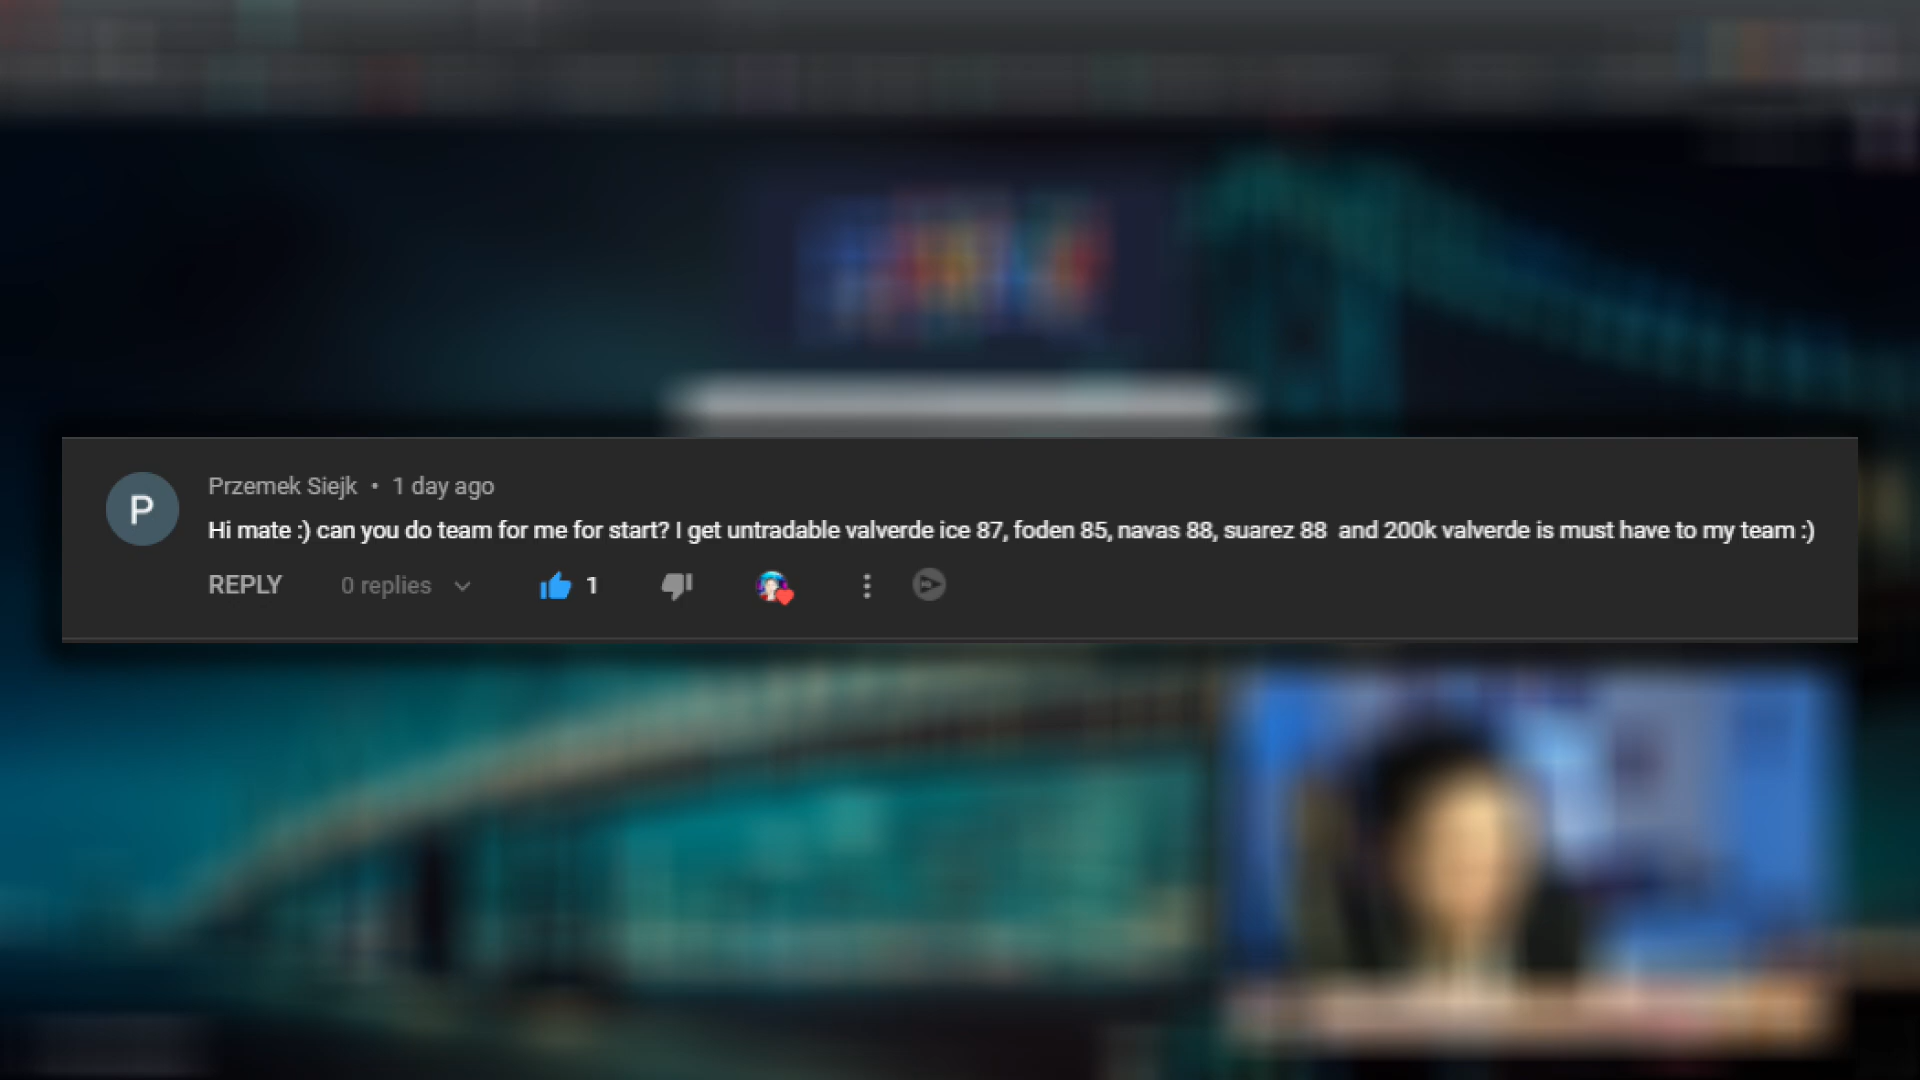 P
Przemek Siejk • 1 day ago
Hi mate :) can you do team for me for start? I get untradable valverde ice 87, foden 85, navas 88, suarez 88  and 200k valverde is must have to my team :)
REPLY 0 replies 1